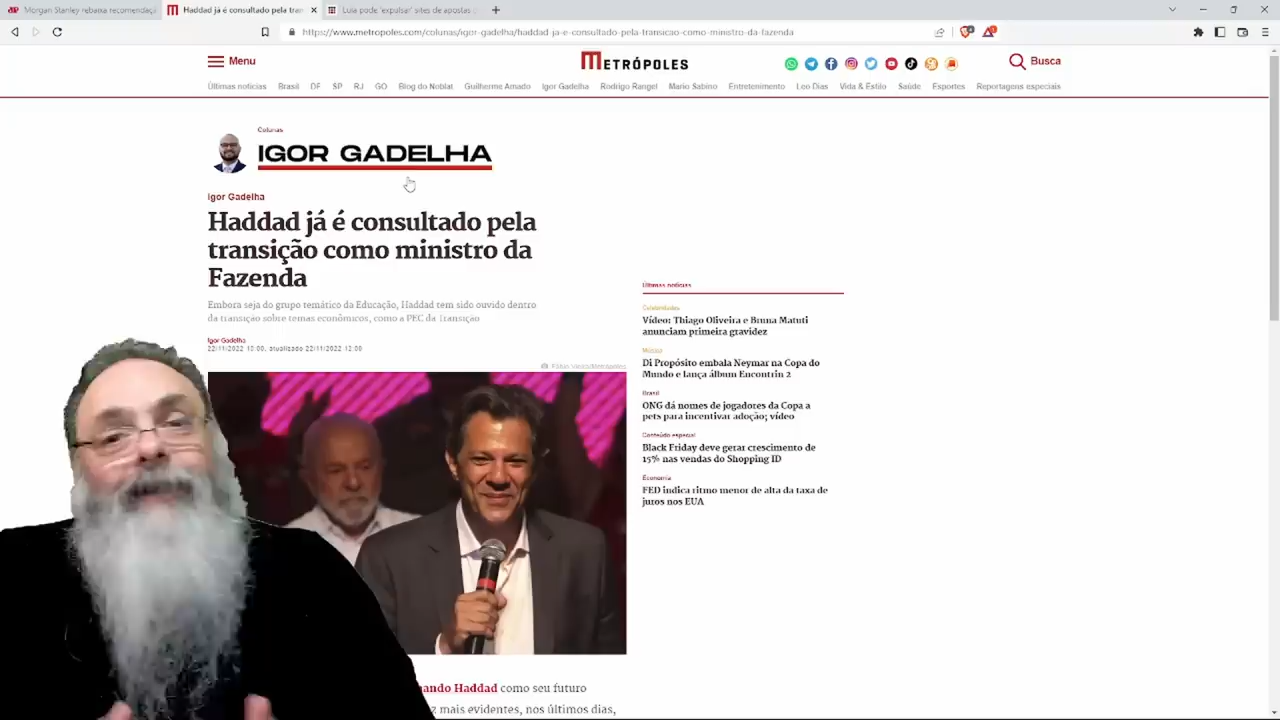 Morgan Stanley rebaixa recomendaçã
Haddad já é consultado pela tran
Lula pode 'expulsar' sites de apostas
https://www.metropoles.com/colunas/igor-gadelha/haddad-ja-e-consultado-pela-transicao-como-ministro-da-fazenda
Menu
METRÓPOLES
Busca
Últimas notícias Brasil DF SP RJ GO Blog do Noblat Guilherme Amado Igor Gadelha Rodrigo Rangel Mario Sabino Entretenimento Leo Dias Vida & Estilo Saúde Esportes Reportagens especiais
Colunas
IGOR GADELHA
Igor Gadelha
Haddad já é consultado pela
transição como ministro da
Fazenda
Embora seja do grupo temático da Educação, Haddad tem sido ouvido dentro
da transição sobre temas econômicos, como a PEC da Transição
Igor Gadelha
22/11/2022 atualizado 22/11/2022
Últimas notícias
Celebridades
Vídeo: Thiago Oliveira e Bruna Matuti
anunciam primeira gravidez
Música
Di Propósito embala Neymar na Copa do
Mundo e lança álbum Encontrin 2
Brasil
ONG dá nomes de jogadores da Copa a
pets para incentivar adoção; vídeo
Conteúdo especial
Black Friday deve gerar crescimento de
15% nas vendas do Shopping ID
Economia
FED indica ritmo menor de alta da taxa de
juros nos EUA
nando Haddad como seu futuro
z mais evidentes, nos últimos dias,